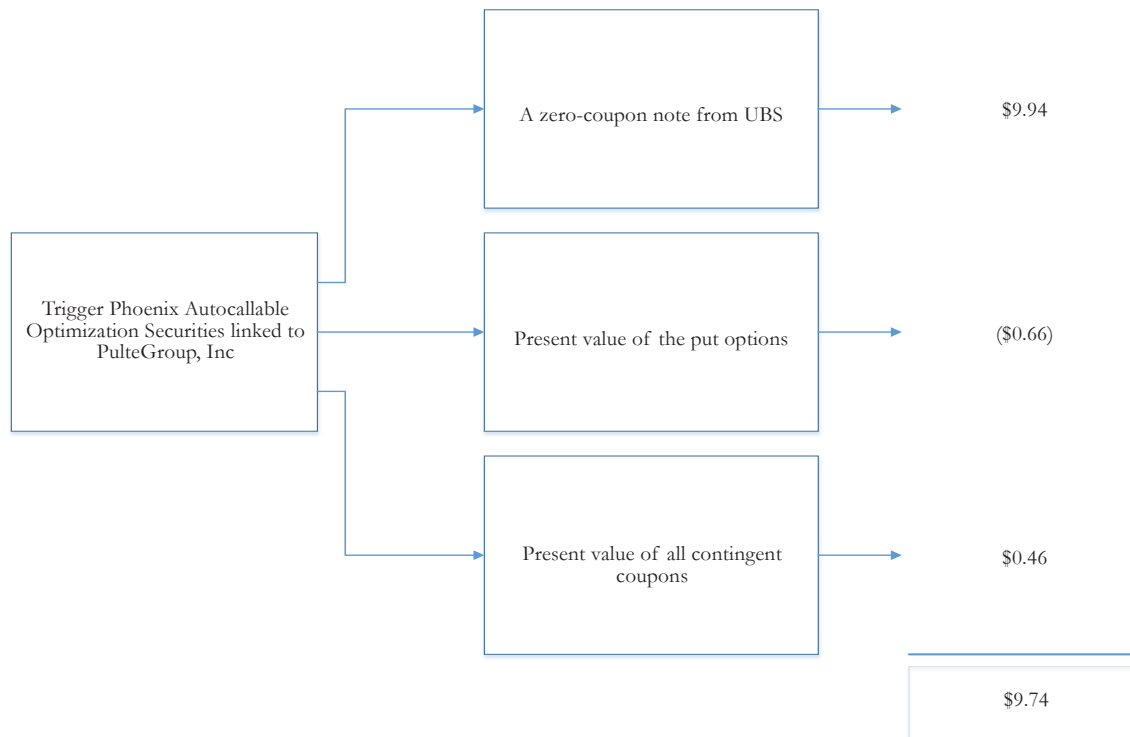 A zero-coupon note from UBS
$9.94
Trigger Phoenix Autocallable
Optimization Securities linked to
PulteGroup, Inc
Present value of the put options
($0.66)
Present value of all contingent
coupons
$0.46
$9.74